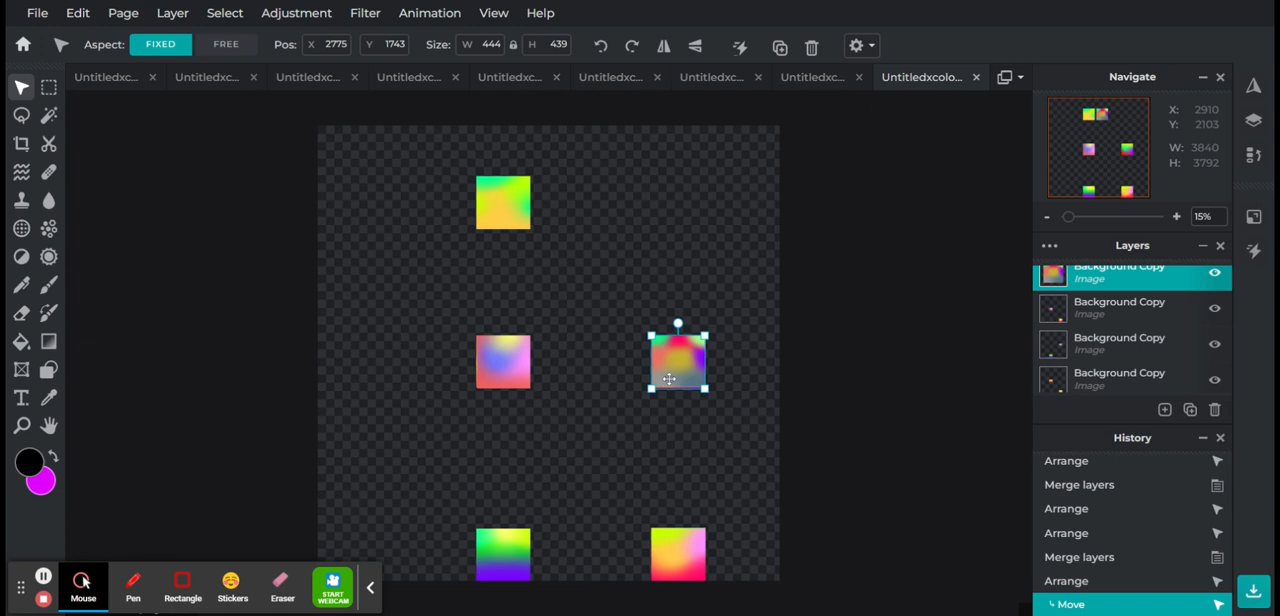 File Edit Page Layer Select Adjustment Filter Animation View Help
Aspect: FIXED FREE Pos: X 2775 Y 1743 Size: W 444 H 439
Untitledxc... Untitledxc... Untitledxc... Untitledxc... Untitledxc... Untitledxc... Untitledxc... Untitledxc... Untitledxcolo...
Navigate
X: 2910
Y: 2103
W: 3840
H: 3792
- + 15%
Layers
Background Copy
Image
Background Copy
Image
Background Copy
Image
Background Copy
Image
History
Arrange
Merge layers
Arrange
Arrange
Merge layers
Arrange
Move
Mouse Pen Rectangle Stickers Eraser START WEBCAM